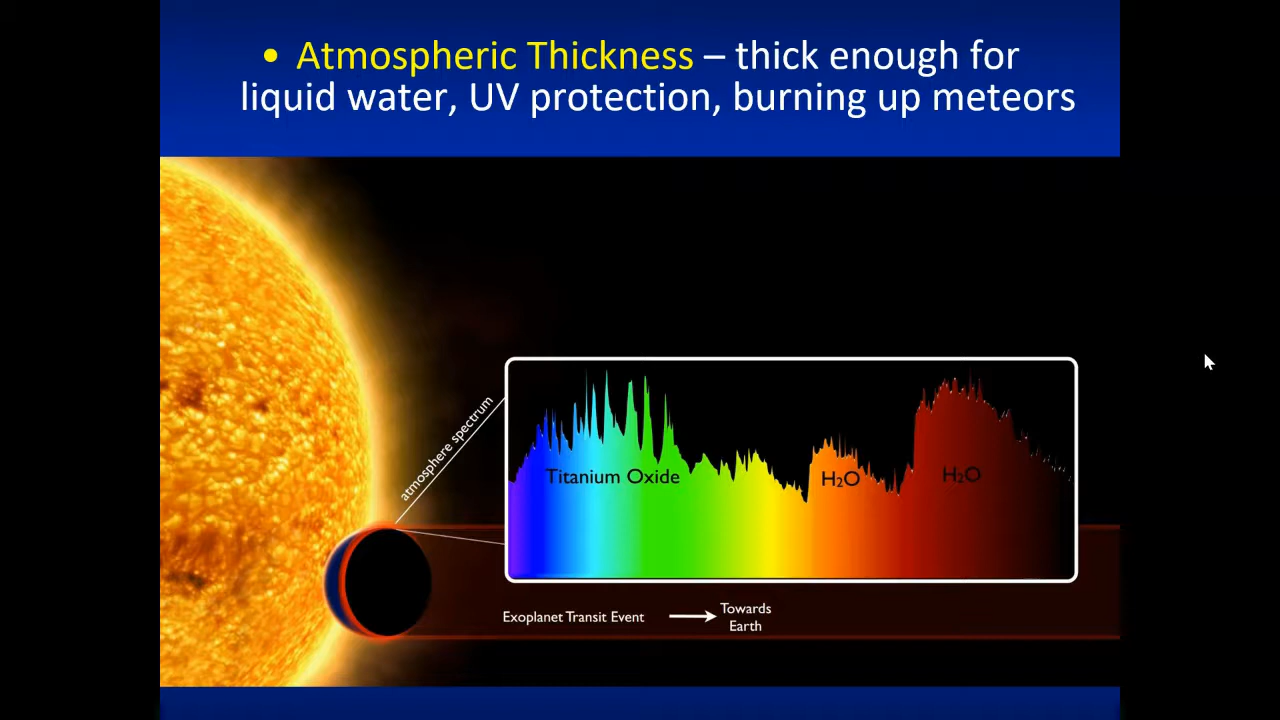 • Atmospheric Thickness – thick enough for
liquid water, UV protection, burning up meteors
atmosphere spectrum
Titanium Oxide
H₂O
H₂O
Exoplanet Transit Event
Towards
Earth